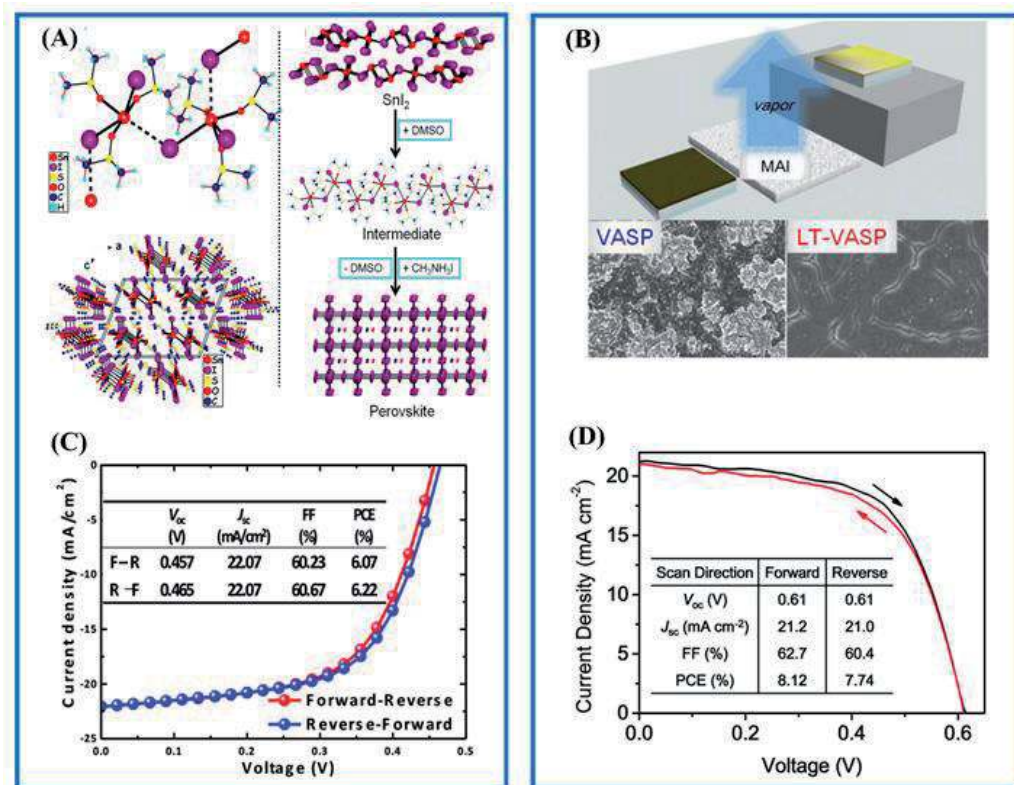 (A)
Sn
I
S
O
C
H
SnI2
+ DMSO
Intermediate
- DMSO
+ CH3NH3I
Perovskite
Sn
I
S
O
C
(B)
vapor
MAI
VASP
LT-VASP
(C)
Voc
(V)
Jsc
(mA/cm²)
FF
(%)
PCE
(%)
F–R 0.457 22.07 60.23 6.07
R –F 0.465 22.07 60.67 6.22
Forward-Reverse
Reverse-Forward
Current density (mA/cm²)
0
-5
-10
-15
-20
-25
0.0 0.1 0.2 0.3 0.4 0.5
Voltage (V)
(D)
Scan Direction Forward Reverse
Voc (V) 0.61 0.61
Jsc (mA cm-2) 21.2 21.0
FF (%) 62.7 60.4
PCE (%) 8.12 7.74
Current Density (mA cm-2)
20
15
10
5
0
0.0 0.2 0.4 0.6
Voltage (V)